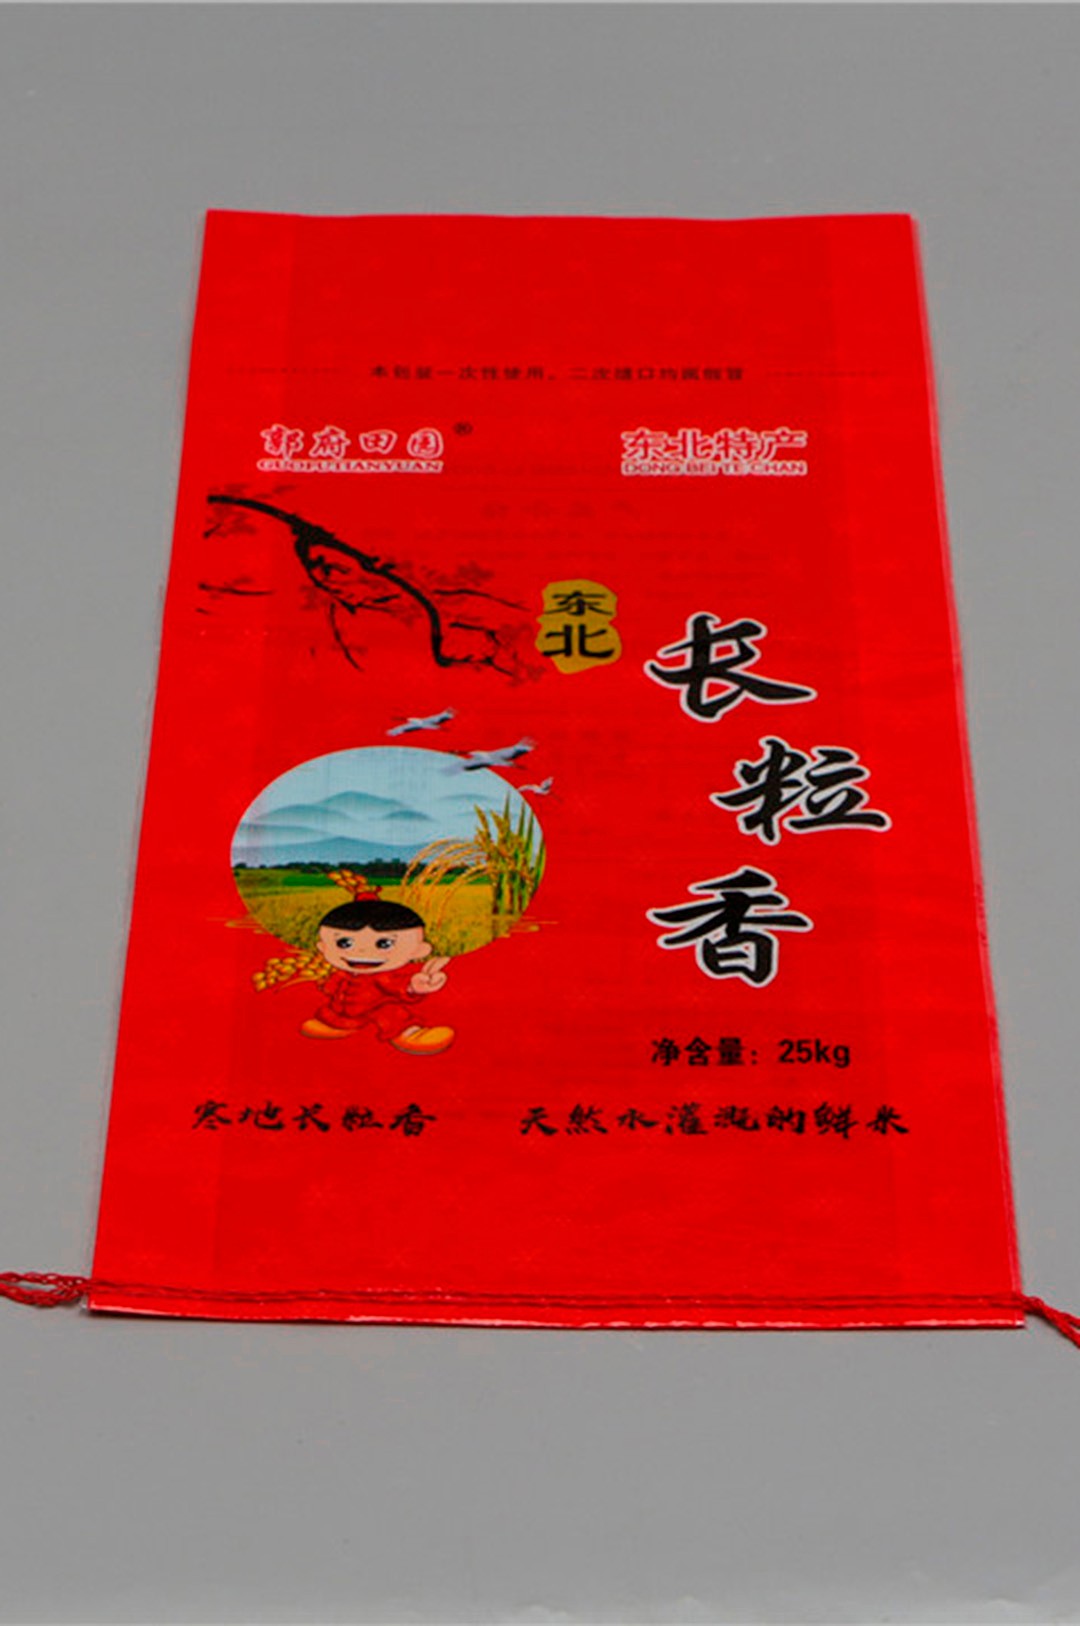 本包装一次性使用，二次缝口均属假冒
郭府田园®
GUOFUTIANYUAN
东北特产
DONG BEI TE CHAN
东北
长粒香
净含量：25kg
寒地长粒香 天然水灌溉的鲜米